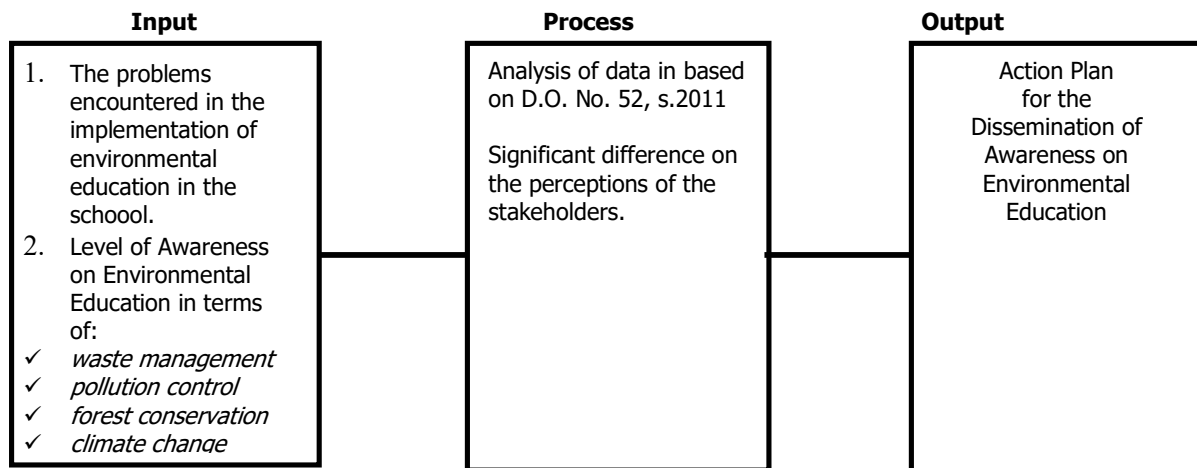 Input
Process
Output
1. The problems
encountered in the
implementation of
environmental
education in the
schoool.
2. Level of Awareness
on Environmental
Education in terms
of:
✓ waste management
✓ pollution control
✓ forest conservation
✓ climate change
Analysis of data in based
on D.O. No. 52, s.2011
Significant difference on
the perceptions of the
stakeholders.
Action Plan
for the
Dissemination of
Awareness on
Environmental
Education